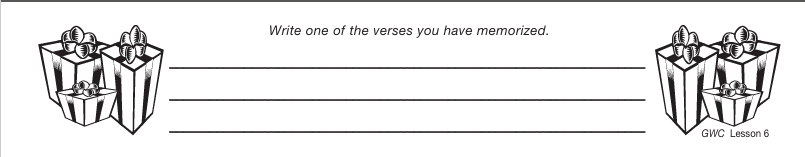 Write one of the verses you have memorized.
GWC Lesson 6